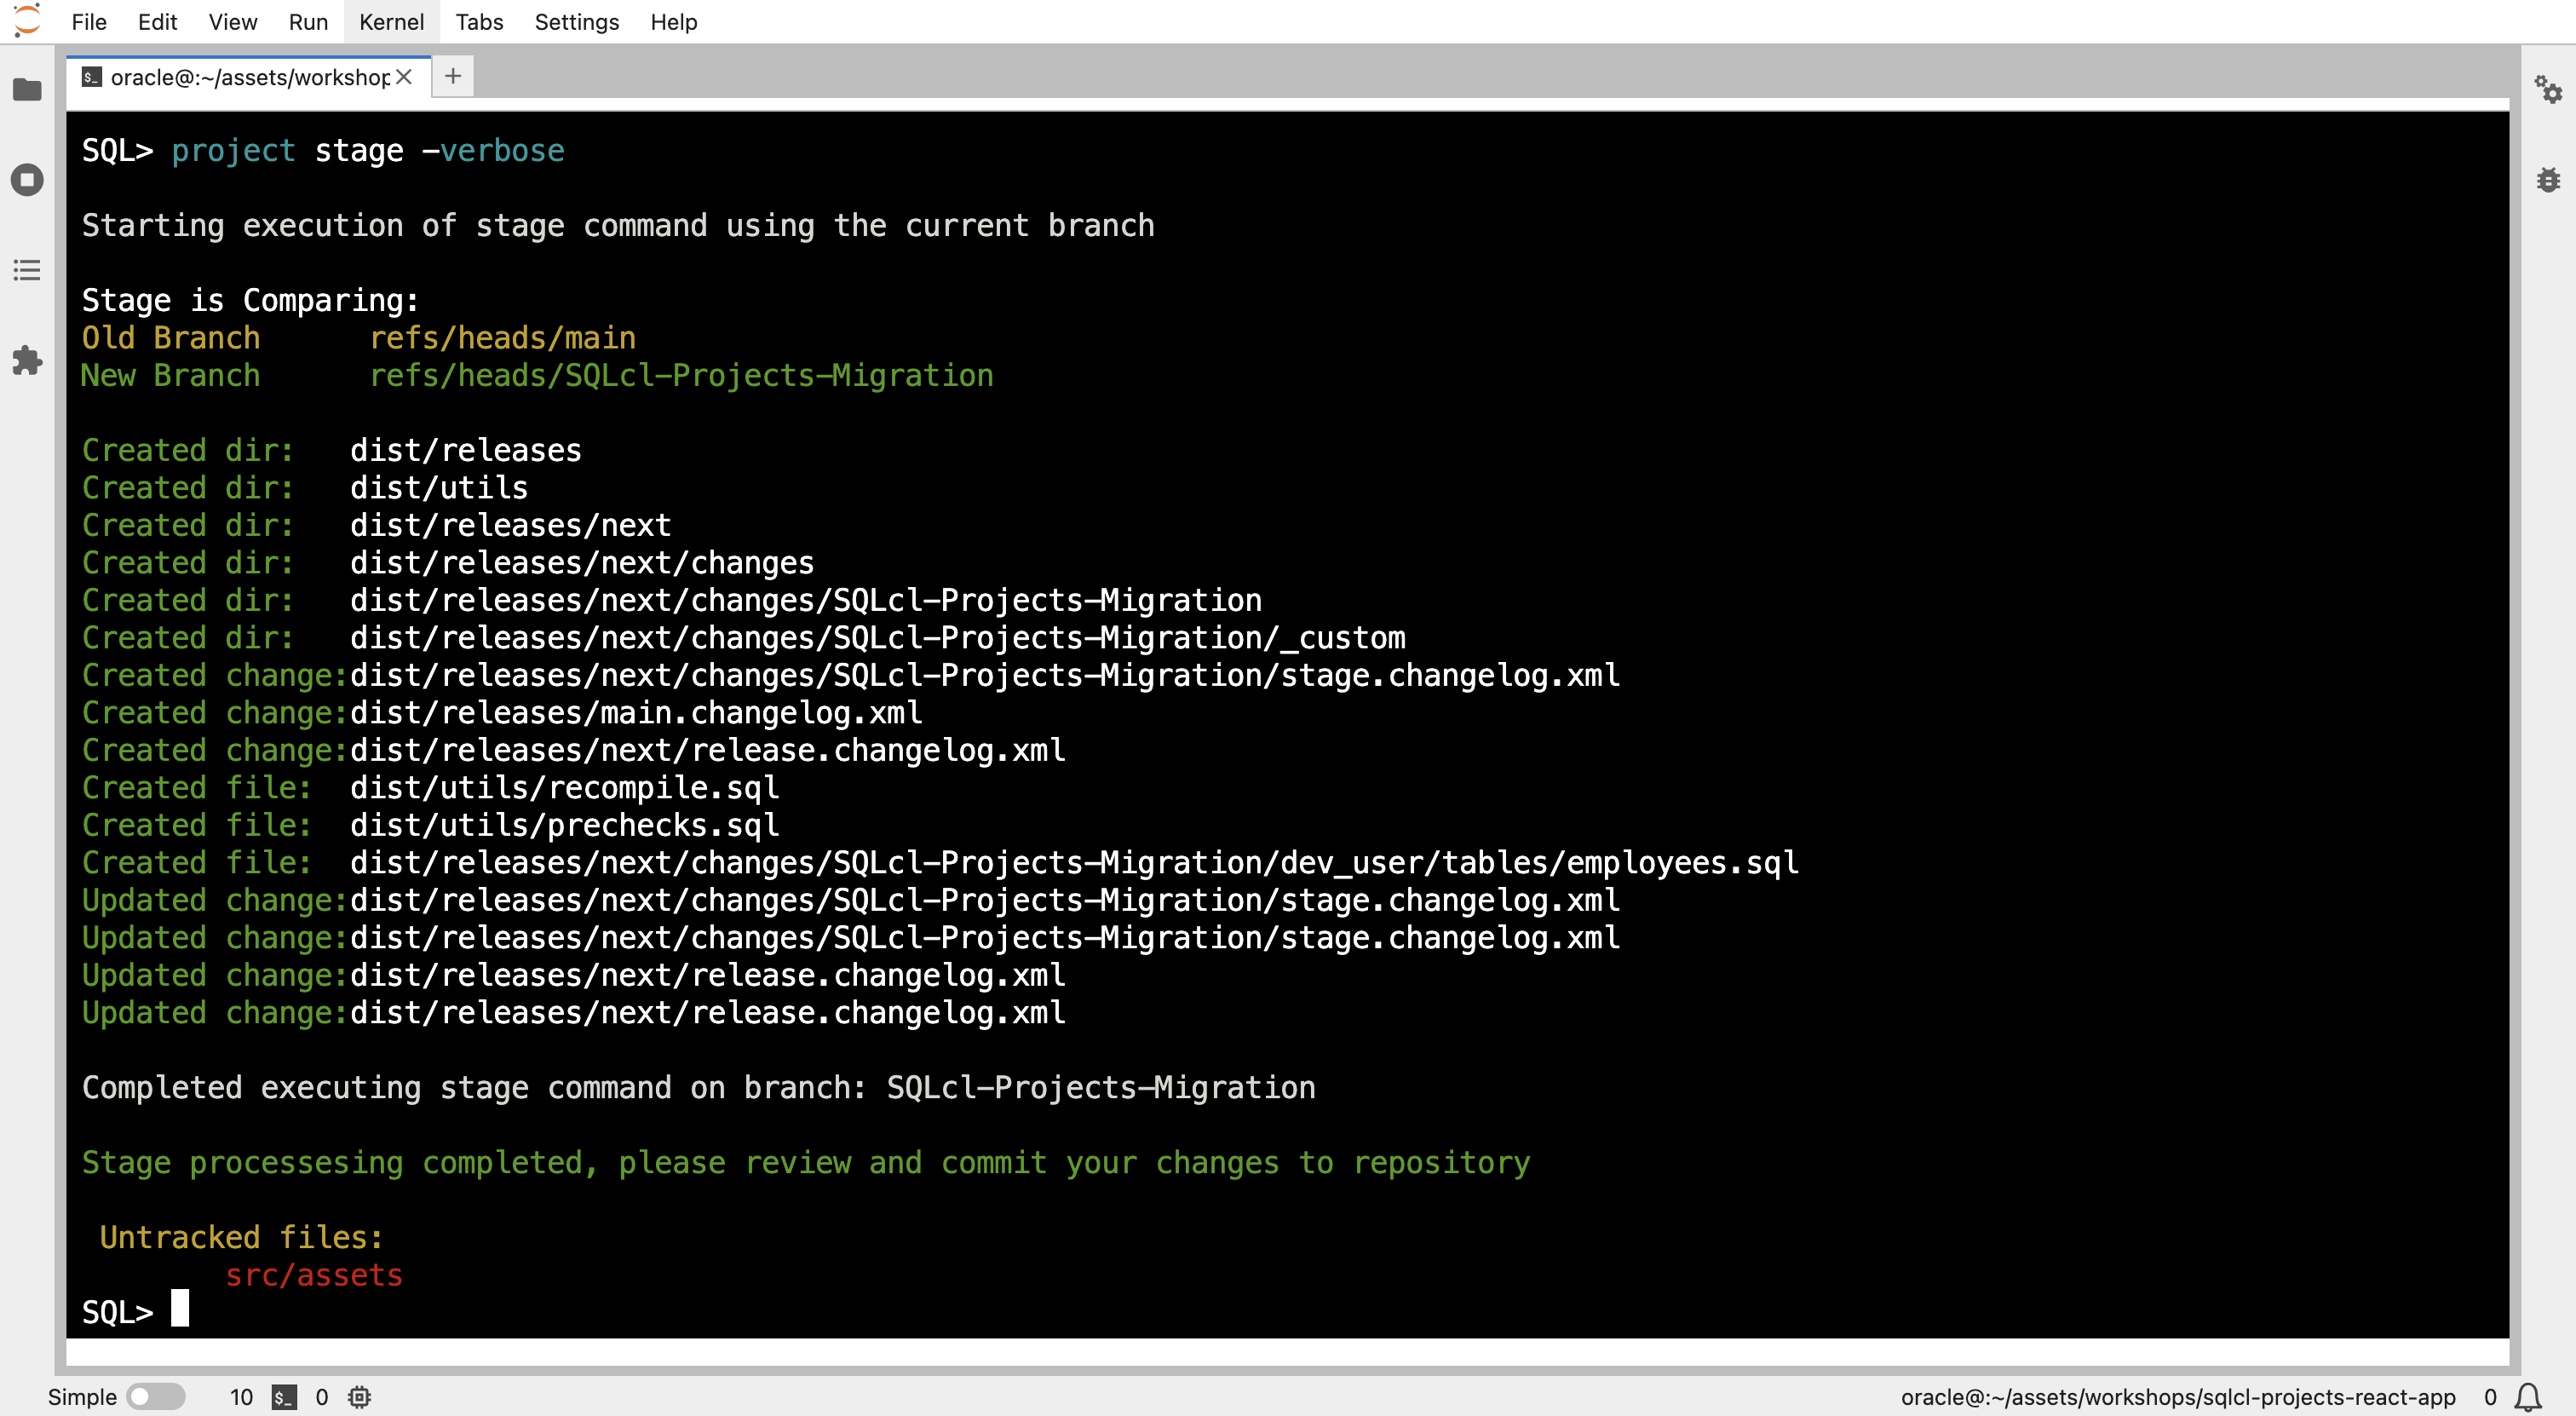 File Edit View Run Kernel Tabs Settings Help
oracle@:~/assets/workshop
SQL> project stage -verbose
Starting execution of stage command using the current branch
Stage is Comparing:
Old Branch refs/heads/main
New Branch refs/heads/SQLcl-Projects-Migration
Created dir: dist/releases
Created dir: dist/utils
Created dir: dist/releases/next
Created dir: dist/releases/next/changes
Created dir: dist/releases/next/changes/SQLcl-Projects-Migration
Created dir: dist/releases/next/changes/SQLcl-Projects-Migration/_custom
Created change:dist/releases/next/changes/SQLcl-Projects-Migration/stage.changelog.xml
Created change:dist/releases/main.changelog.xml
Created change:dist/releases/next/release.changelog.xml
Created file: dist/utils/recompile.sql
Created file: dist/utils/prechecks.sql
Created file: dist/releases/next/changes/SQLcl-Projects-Migration/dev_user/tables/employees.sql
Updated change:dist/releases/next/changes/SQLcl-Projects-Migration/stage.changelog.xml
Updated change:dist/releases/next/changes/SQLcl-Projects-Migration/stage.changelog.xml
Updated change:dist/releases/next/release.changelog.xml
Updated change:dist/releases/next/release.changelog.xml
Completed executing stage command on branch: SQLcl-Projects-Migration
Stage processesing completed, please review and commit your changes to repository
Untracked files:
src/assets
SQL>
Simple 10 $_ 0 oracle@:~/assets/workshops/sqlcl-projects-react-app 0